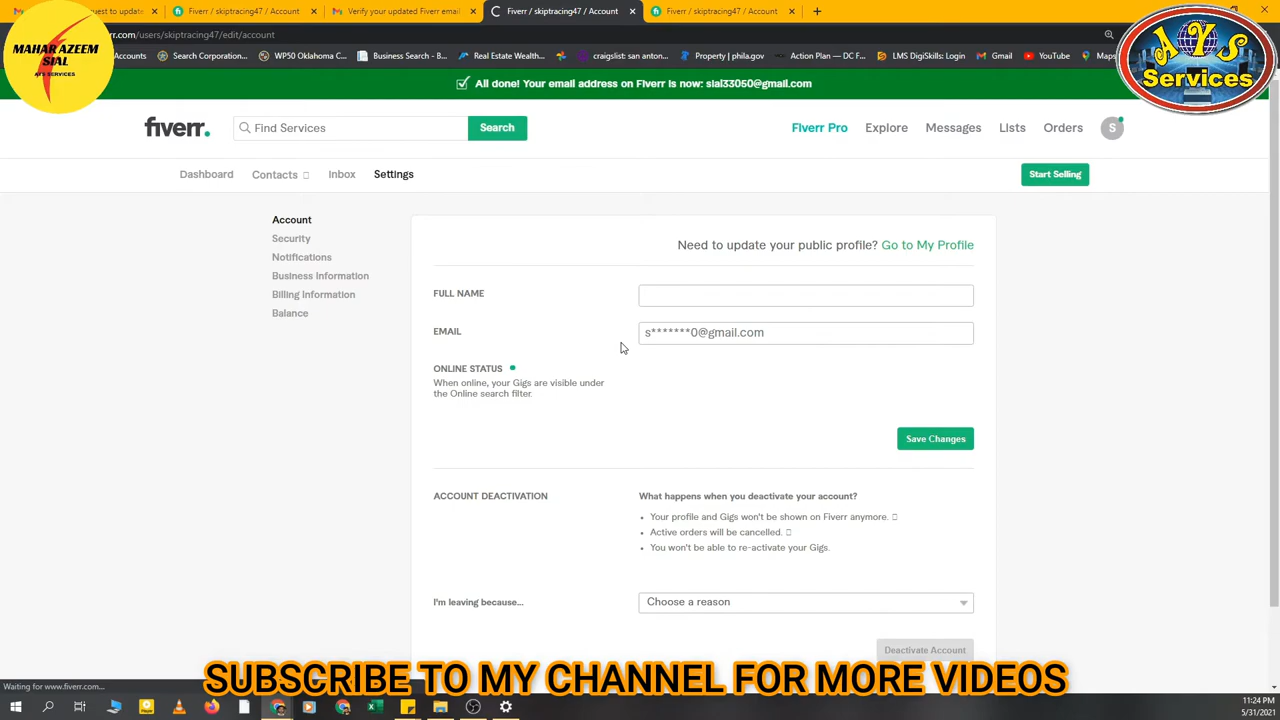 uest to update
Fiverr / skiptracing47 / Account
Verify your updated Fiverr email
Fiverr / skiptracing47 / Account
Fiverr / skiptracing47 / Account
rr.com/users/skiptracing47/edit/account
Accounts
Search Corporation...
WP50 Oklahoma C...
Business Search - B...
Real Estate Wealth...
craigslist: san anton...
Property | phila.gov
Action Plan — DC F...
LMS DigiSkills: Login
Gmail
YouTube
Maps
MAHAR AZEEM
SIAL
AYS SERVICES
AYS
Services
All done! Your email address on Fiverr is now: sial33050@gmail.com
fiverr.
Find Services
Search
Fiverr Pro
Explore
Messages
Lists
Orders
S
Dashboard
Contacts
Inbox
Settings
Start Selling
Account
Security
Notifications
Business Information
Billing Information
Balance
Need to update your public profile? Go to My Profile
FULL NAME
EMAIL
s*******0@gmail.com
ONLINE STATUS
When online, your Gigs are visible under
the Online search filter.
Save Changes
ACCOUNT DEACTIVATION
What happens when you deactivate your account?
• Your profile and Gigs won't be shown on Fiverr anymore.
• Active orders will be cancelled.
• You won't be able to re-activate your Gigs.
I'm leaving because...
Choose a reason
Deactivate Account
SUBSCRIBE TO MY CHANNEL FOR MORE VIDEOS
Waiting for www.fiverr.com...
11:24 PM
5/31/2021